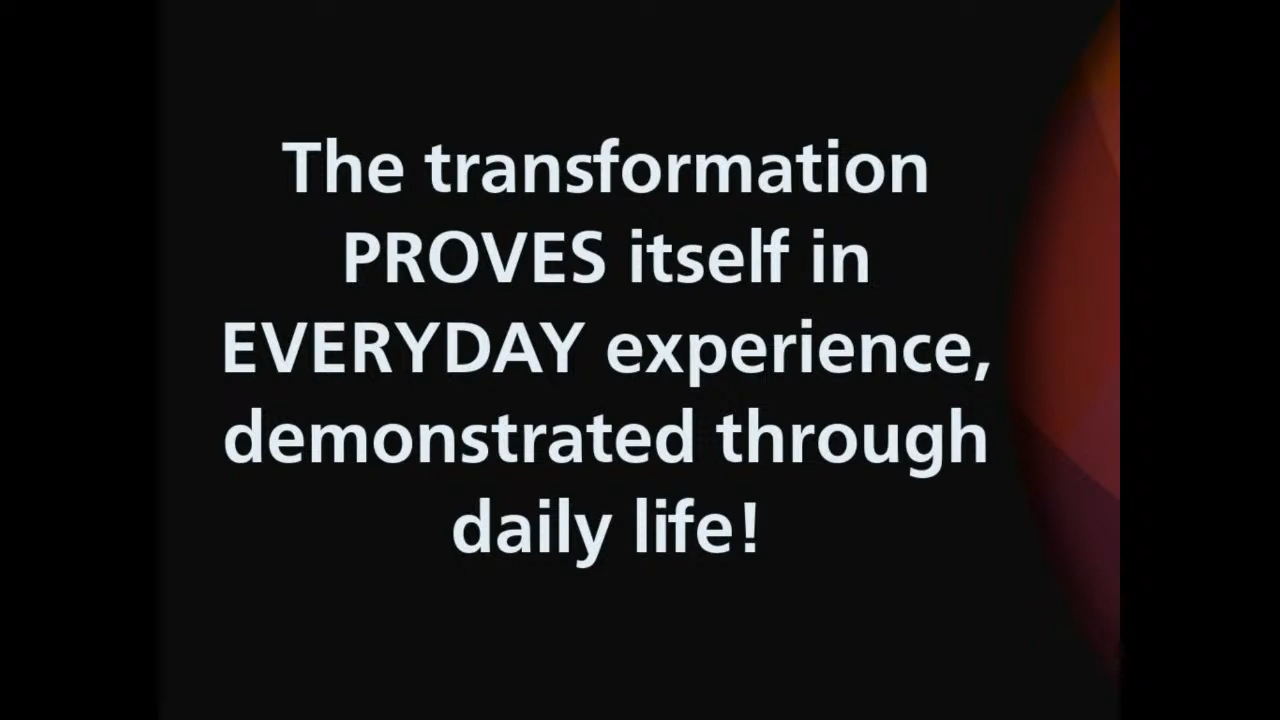 The transformation
PROVES itself in
EVERYDAY experience,
demonstrated through
daily life!